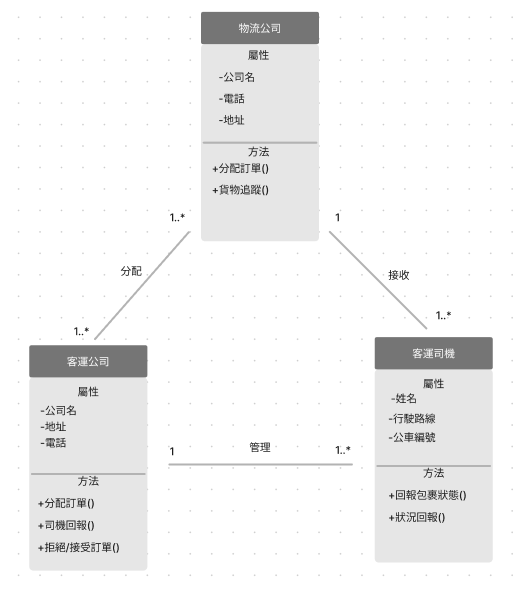 物流公司
屬性
-公司名
-電話
-地址
方法
+分配訂單()
+貨物追蹤()
1..*
1
分配
接收
1..*
1..*
客運公司
屬性
-公司名
-地址
-電話
方法
+分配訂單()
+司機回報()
+拒絕/接受訂單()
1
管理
1..*
客運司機
屬性
-姓名
-行駛路線
-公車編號
方法
+回報包裹狀態()
+狀況回報()